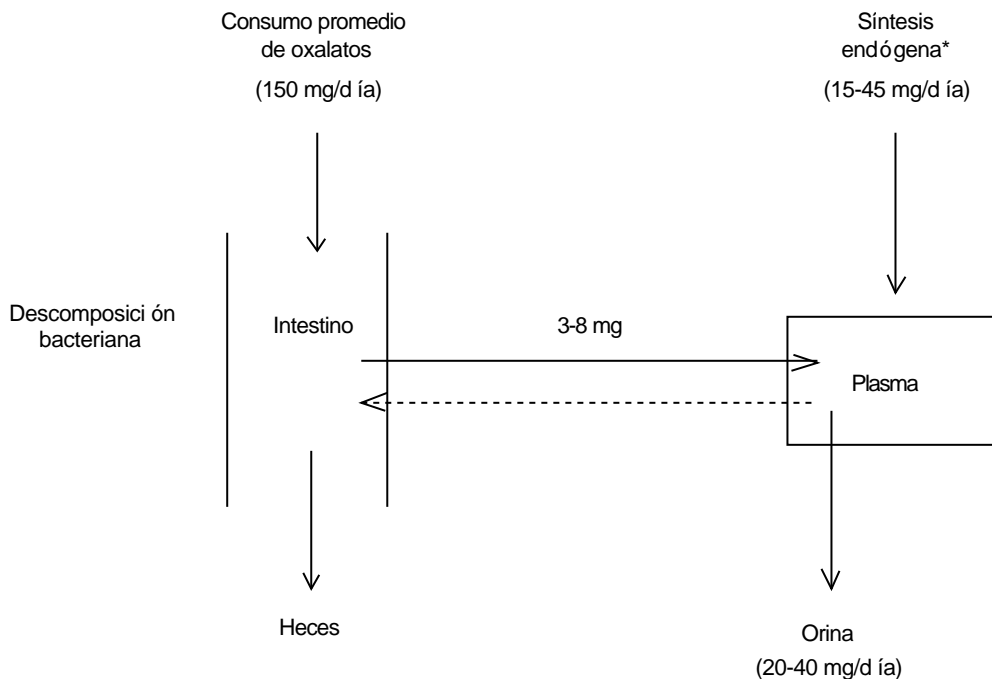 Consumo promedio
de oxalatos
(150 mg/d ía)
Síntesis
endógena*
(15-45 mg/d ía)
Descomposici ón
bacteriana
Intestino
3-8 mg
Plasma
Heces
Orina
(20-40 mg/d ía)